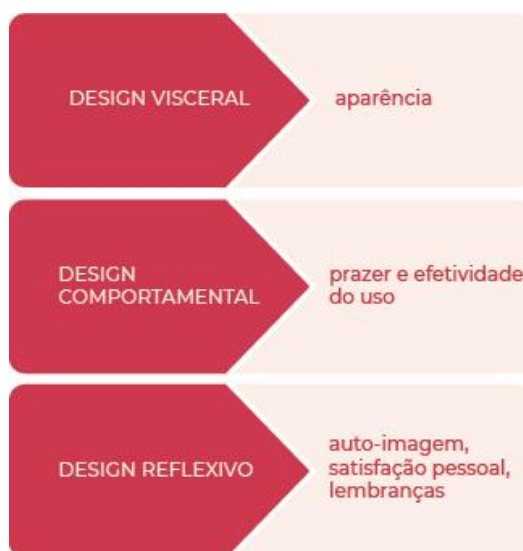 DESIGN VISCERAL
aparência
DESIGN
COMPORTAMENTAL
prazer e efetividade
do uso
DESIGN REFLEXIVO
auto-imagem,
satisfação pessoal,
lembranças